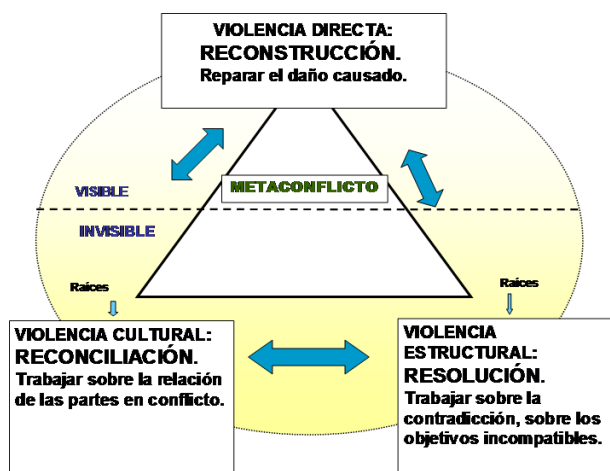 VIOLENCIA DIRECTA:
RECONSTRUCCIÓN.
Reparar el daño causado.
METACONFLICTO
VISIBLE
INVISIBLE
Raíces
Raíces
VIOLENCIA CULTURAL:
RECONCILIACIÓN.
Trabajar sobre la relación
de las partes en conflicto.
VIOLENCIA
ESTRUCTURAL:
RESOLUCIÓN.
Trabajar sobre la
contradicción, sobre los
objetivos incompatibles.